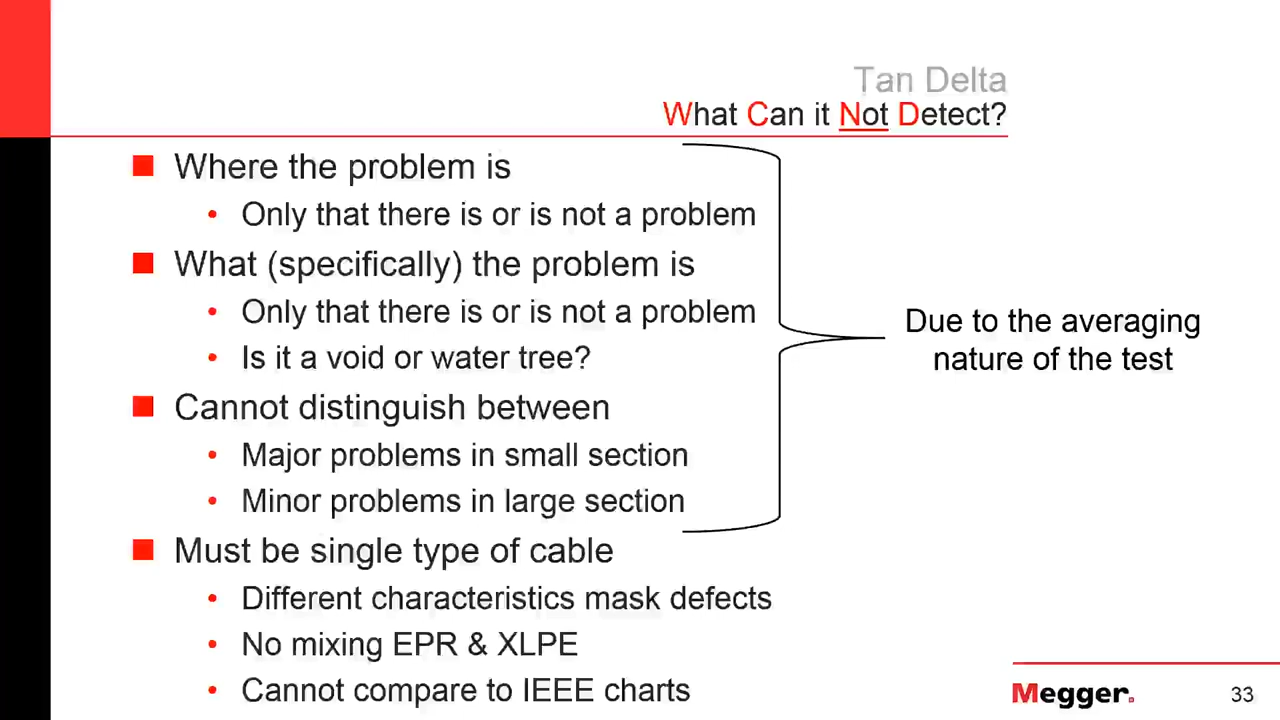 Tan Delta
What Can it Not Detect?
Where the problem is
• Only that there is or is not a problem
What (specifically) the problem is
• Only that there is or is not a problem
• Is it a void or water tree?
Cannot distinguish between
• Major problems in small section
• Minor problems in large section
Due to the averaging
nature of the test
Must be single type of cable
• Different characteristics mask defects
• No mixing EPR & XLPE
• Cannot compare to IEEE charts
Megger.
33